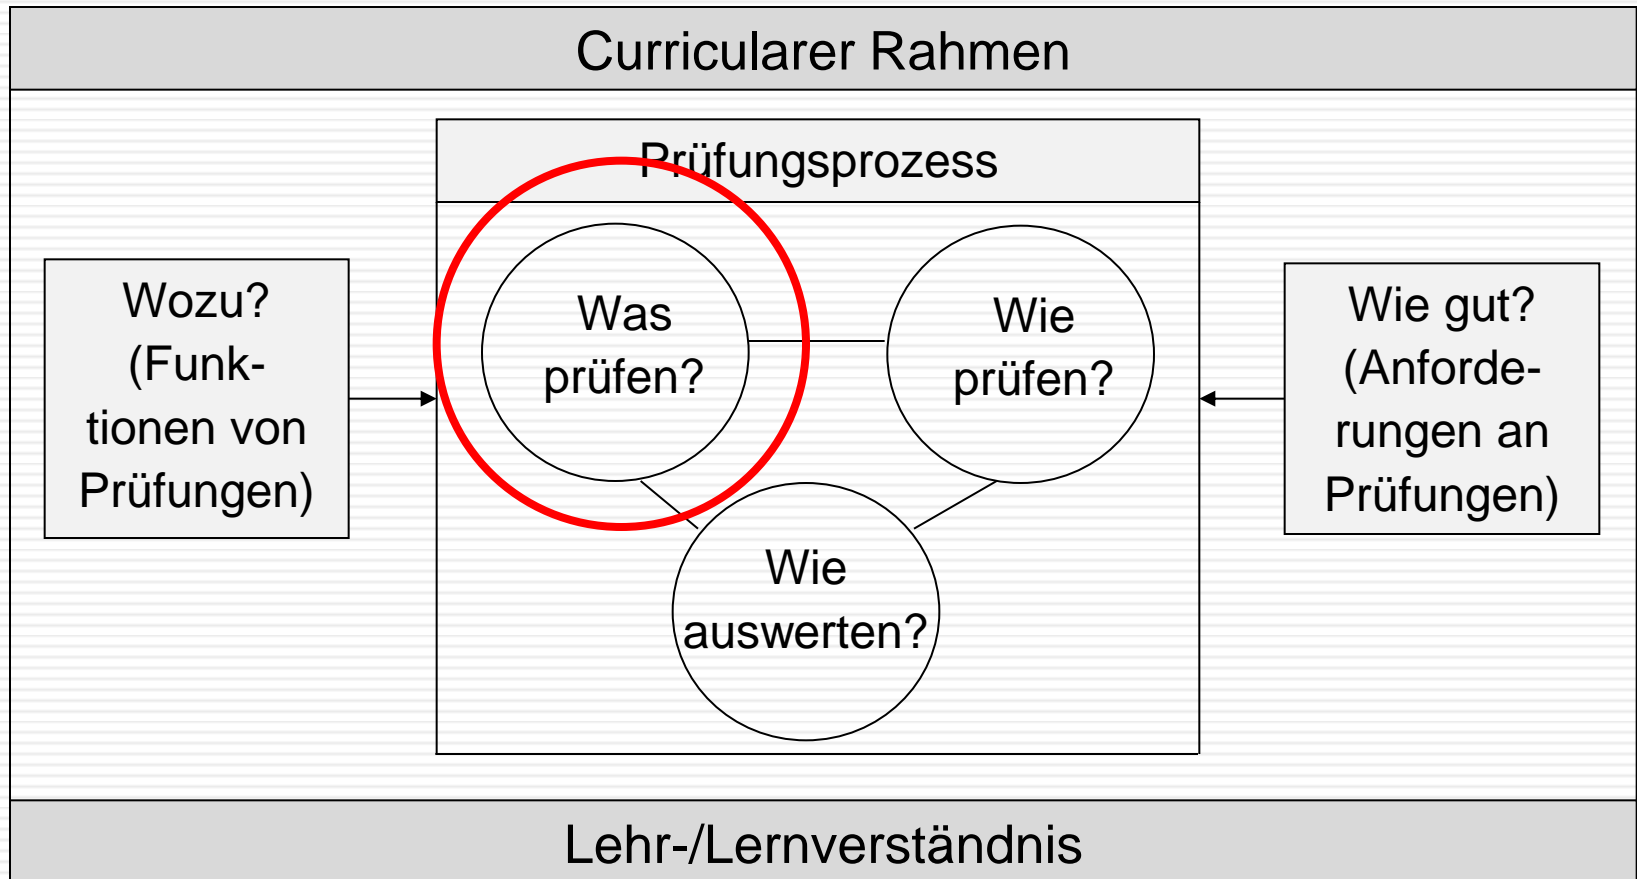 Curricularer Rahmen
Prüfungsprozess
Wozu?
(Funk-
tionen von
Prüfungen)
Was
prüfen?
Wie
prüfen?
Wie
auswerten?
Wie gut?
(Anforde-
rungen an
Prüfungen)
Lehr-/Lernverständnis